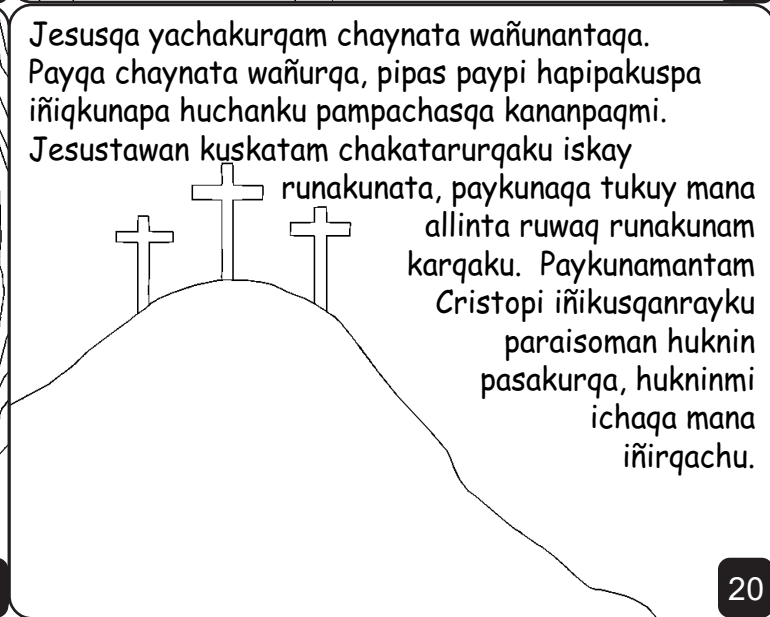 Jesusqa yachakurqam chaynata wañunantaqa.
Payqa chaynata wañurqa, pipas paypi hapipakuspa
iñiqkunapa huchanku pampachasqa kananpaqmi.
Jesustawan kuskatam chakatarurqaku iskay
runakunata, paykunaqa tukuy mana
allinta ruwaq runakunam
karqaku. Paykunamantam
Cristopi iñikusqanrayku
paraisoman huknin
pasakurqa, hukninmi
ichaqa mana
iñirqachu.
20